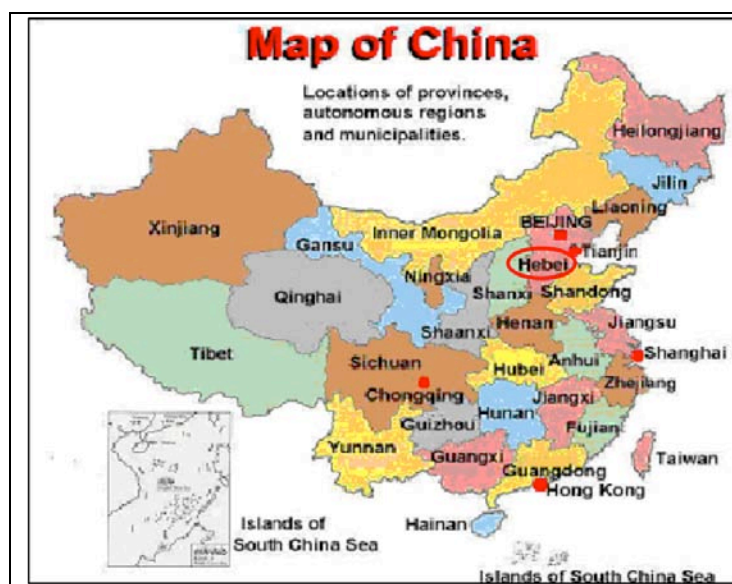 Map of China
Locations of provinces,
autonomous regions
and municipalities.
Heilongjiang
Jilin
Liaoning
Xinjiang
Inner Mongolia
BEIJING
Gansu
Tianjin
Hebei
Ningxia
Qinghai
Shanxi
Shandong
Shaanxi
Henan
Jiangsu
Tibet
Sichuan
Hubei
Anhui
Shanghai
Chongqing
Zhejiang
Hunan
Jiangxi
Guizhou
Fujian
Yunnan
Guangxi
Guangdong
Taiwan
Hong Kong
Hainan
Islands of
South China Sea
Islands of South China Sea